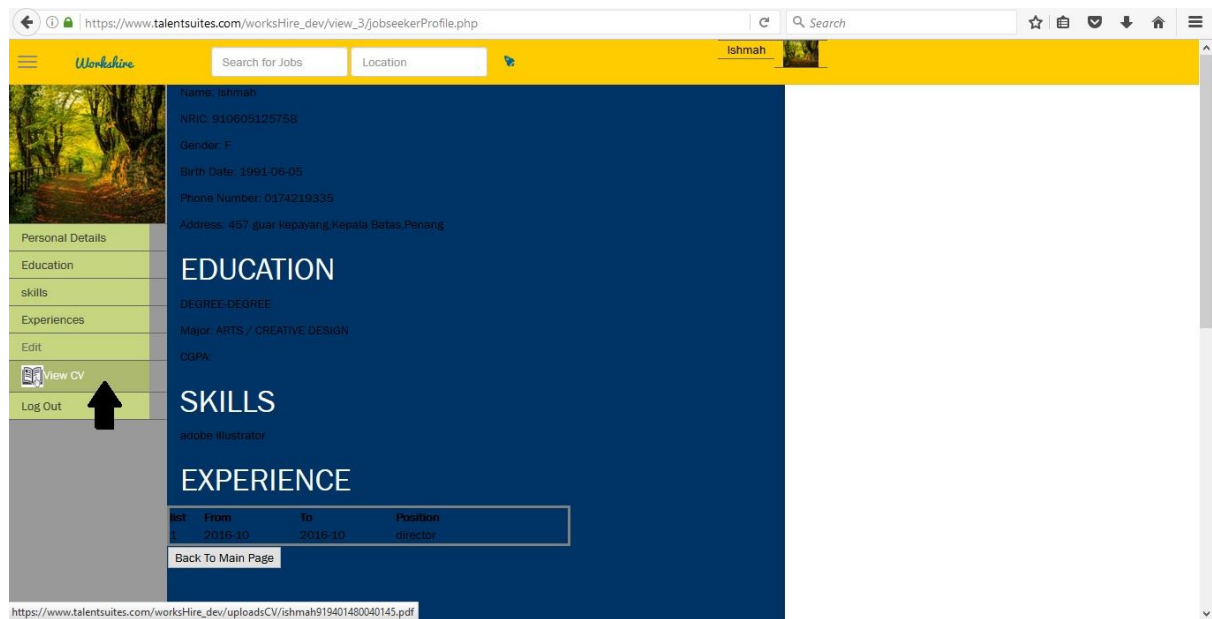 https://www.talentsuites.com/worksHire_dev/view_3/jobseekerProfile.php
Search
Workshire
Search for Jobs
Location
Ishmah
Name: Ishmah
NRIC: 910605125758
Gender: F
Birth Date: 1991-06-05
Phone Number: 0174219335
Address: 457 guar kepayang,Kepala Batas,Penang
Personal Details
Education
skills
Experiences
Edit
View CV
Log Out
EDUCATION
DEGREE-DEGREE
Major: ARTS / CREATIVE DESIGN
CGPA:
SKILLS
adobe illustrator
EXPERIENCE
list From To Position
1 2016-10 2016-10 director
Back To Main Page
https://www.talentsuites.com/worksHire_dev/uploadsCV/ishmah919401480040145.pdf